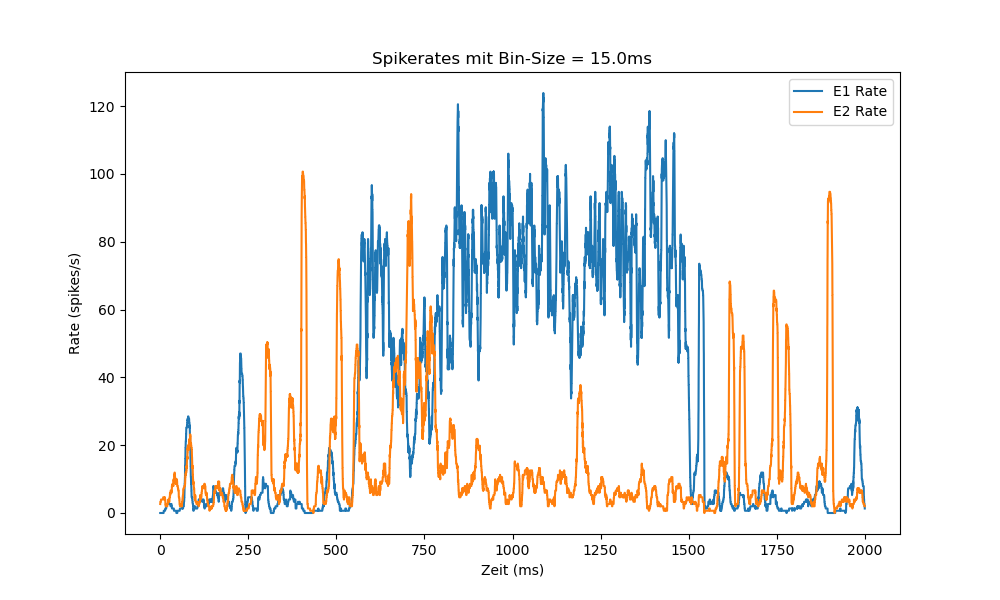 Spikerates mit Bin-Size = 15.0ms
E1 Rate
E2 Rate
Rate (spikes/s)
120
100
80
60
40
20
0
0 250 500 750 1000 1250 1500 1750 2000
Zeit (ms)